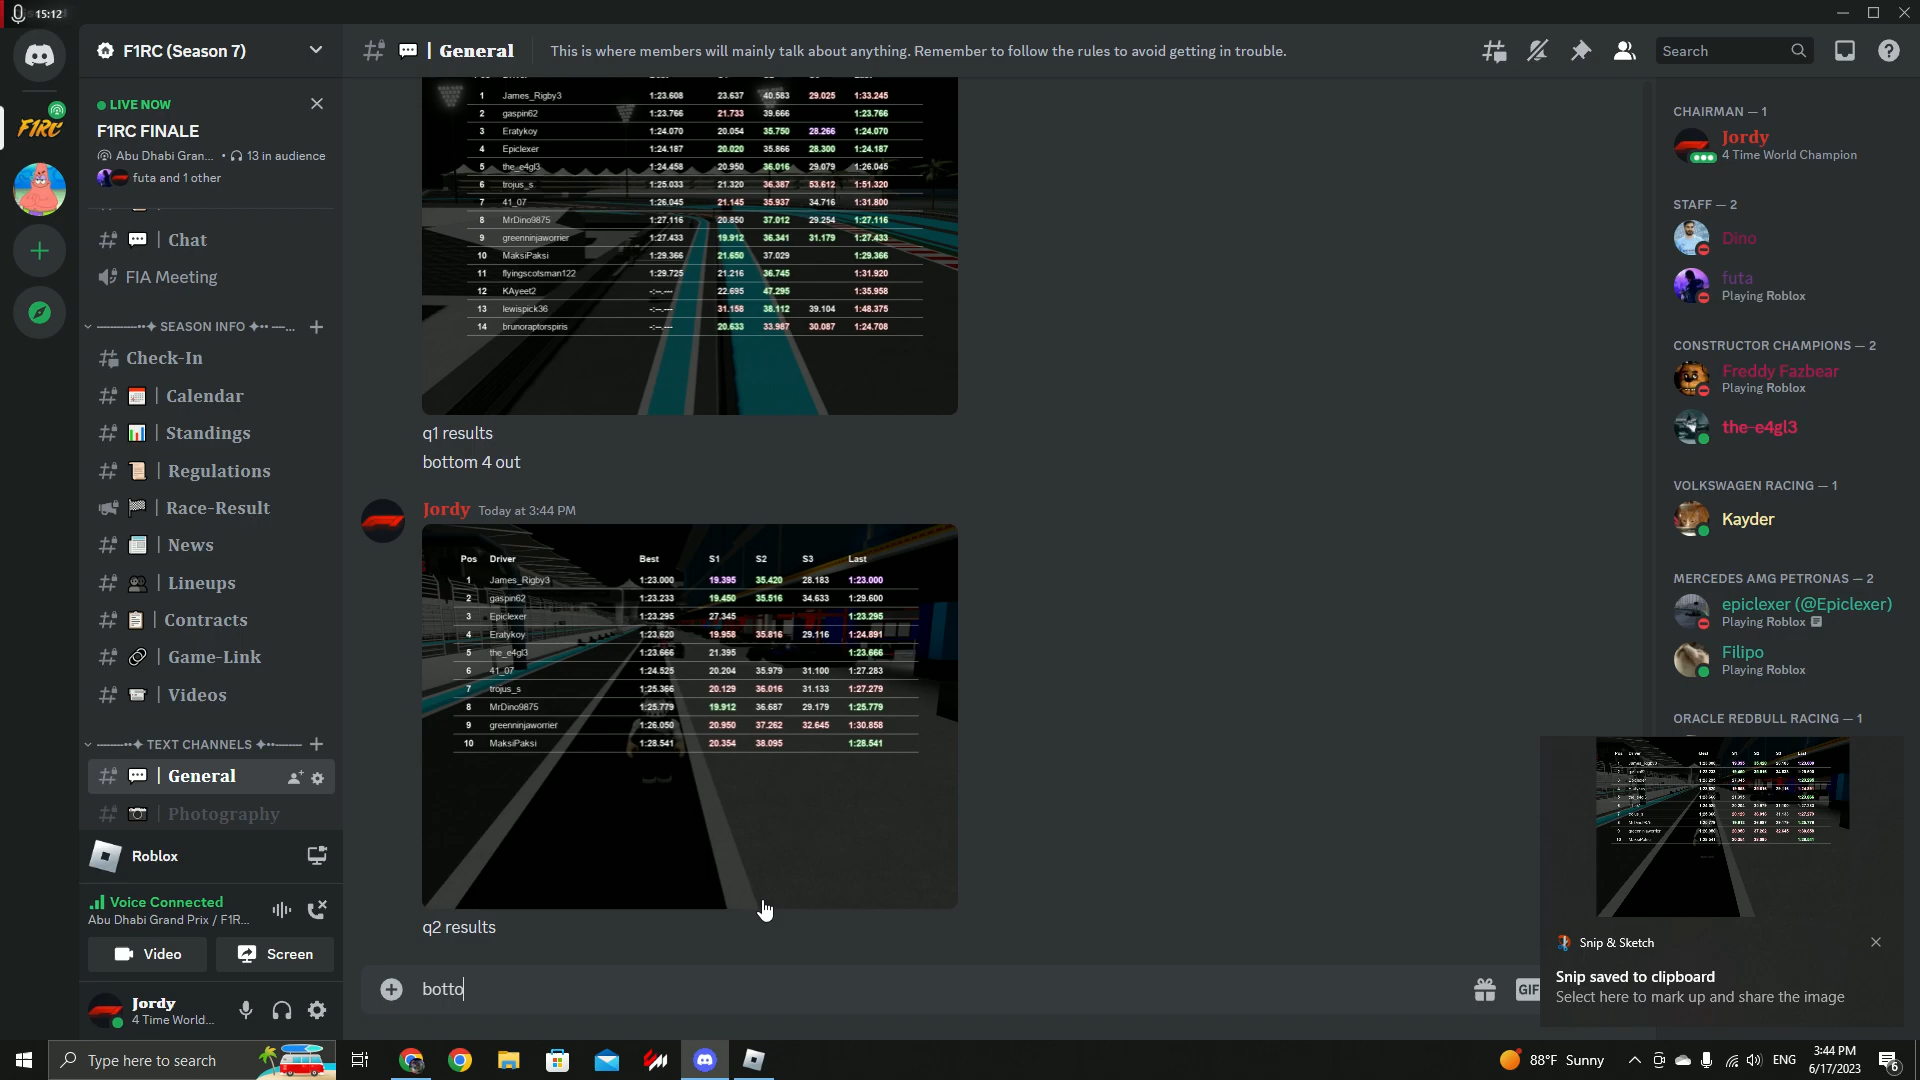 15:12
F1RC (Season 7)
General
This is where members will mainly talk about anything. Remember to follow the rules to avoid getting in trouble.
Search
LIVE NOW
F1RC FINALE
Abu Dhabi Gran... • 13 in audience
futa and 1 other
Chat
FIA Meeting
SEASON INFO
Check-In
Calendar
Standings
Regulations
Race-Result
News
Lineups
Contracts
Game-Link
Videos
TEXT CHANNELS
General
Photography
Roblox
Voice Connected
Abu Dhabi Grand Prix / F1R...
Video
Screen
Jordy
4 Time World...
1 James_Rigby3 1:23.608 23.637 40.583 29.025 1:33.245
2 gaspin62 1:23.766 21.733 39.666 1:23.766
3 Eratykoy 1:24.070 20.054 35.750 28.266 1:24.070
4 Epiclexer 1:24.187 20.020 35.866 28.300 1:24.187
5 the_e4gl3 1:24.458 20.950 36.016 29.079 1:26.045
6 trojus_s 1:25.033 21.320 36.387 53.612 1:51.320
7 41_07 1:26.045 21.145 35.937 34.716 1:31.800
8 MrDino9875 1:27.116 20.850 37.012 29.254 1:27.116
9 greenninjaworrier 1:27.433 19.912 36.341 31.179 1:27.433
10 MaksiPaksi 1:29.366 21.650 37.029 1:29.366
11 flyingscotsman122 1:29.725 21.216 36.745 1:31.920
12 KAyeet2 -:--.--- 22.695 47.295 1:35.958
13 lewispick36 -:--.--- 31.158 38.112 39.104 1:48.375
14 brunoraptorspiris -:--.--- 20.633 33.987 30.087 1:24.708
q1 results
bottom 4 out
Jordy Today at 3:44 PM
Pos Driver Best S1 S2 S3 Last
1 James_Rigby3 1:23.000 19.395 35.420 28.183 1:23.000
2 gaspin62 1:23.233 19.450 35.516 34.633 1:29.600
3 Epiclexer 1:23.295 27.345 1:23.295
4 Eratykoy 1:23.620 19.958 35.816 29.116 1:24.891
5 the_e4gl3 1:23.666 21.395 1:23.666
6 41_07 1:24.525 20.204 35.979 31.100 1:27.283
7 trojus_s 1:25.366 20.129 36.016 31.133 1:27.279
8 MrDino9875 1:25.779 19.912 36.687 29.179 1:25.779
9 greenninjaworrier 1:26.050 20.950 37.262 32.645 1:30.858
10 MaksiPaksi 1:28.541 20.354 38.095 1:28.541
q2 results
botto
GIF
CHAIRMAN — 1
Jordy
4 Time World Champion
STAFF — 2
Dino
futa
Playing Roblox
CONSTRUCTOR CHAMPIONS — 2
Freddy Fazbear
Playing Roblox
the-e4gl3
VOLKSWAGEN RACING — 1
Kayder
MERCEDES AMG PETRONAS — 2
epiclexer (@Epiclexer)
Playing Roblox
Filipo
Playing Roblox
ORACLE REDBULL RACING — 1
Snip & Sketch
Snip saved to clipboard
Select here to mark up and share the image
Type here to search
88°F Sunny
ENG
3:44 PM
6/17/2023
6